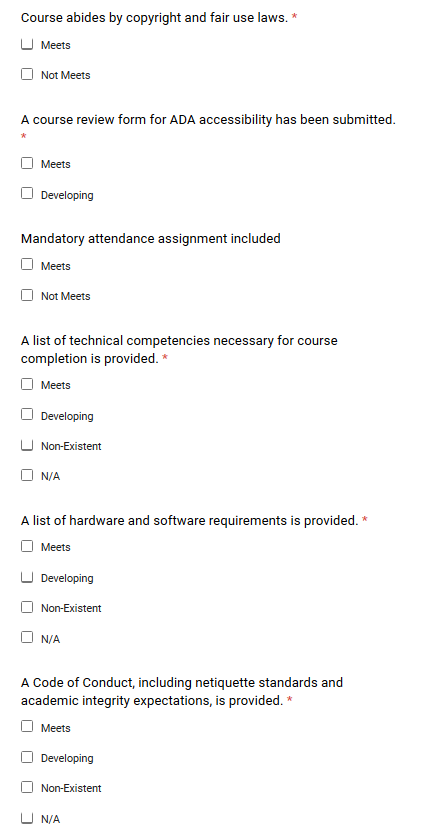 Course abides by copyright and fair use laws. *
Meets
Not Meets
A course review form for ADA accessibility has been submitted.
*
Meets
Developing
Mandatory attendance assignment included
Meets
Not Meets
A list of technical competencies necessary for course
completion is provided. *
Meets
Developing
Non-Existent
N/A
A list of hardware and software requirements is provided. *
Meets
Developing
Non-Existent
N/A
A Code of Conduct, including netiquette standards and
academic integrity expectations, is provided. *
Meets
Developing
Non-Existent
N/A